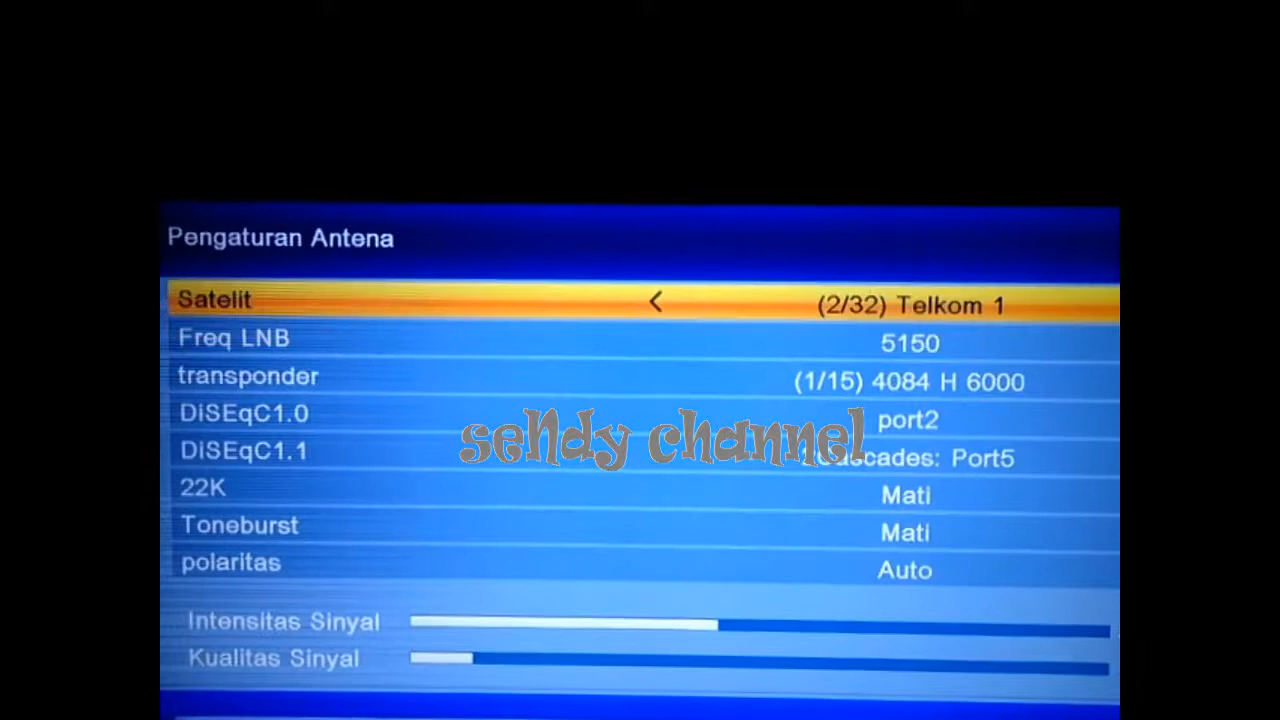 Pengaturan Antena
Satelit < (2/32) Telkom 1
Freq LNB 5150
transponder (1/15) 4084 H 6000
DiSEqC1.0 port2
sendy channel
DiSEqC1.1 Port5
22K Mati
Toneburst Mati
polaritas Auto
Intensitas Sinyal
Kualitas Sinyal